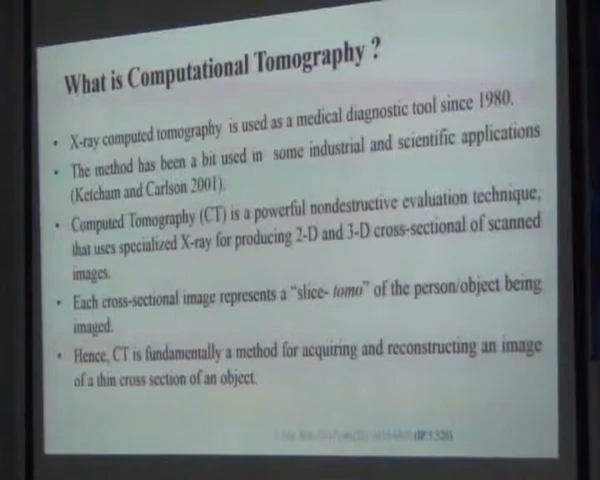 What is Computational Tomography ?
• X-ray computed tomography is used as a medical diagnostic tool since 1980.
• The method has been a bit used in some industrial and scientific applications
(Ketcham and Carlson 2001).
• Computed Tomography (CT) is a powerful nondestructive evaluation technique,
that uses specialized X-ray for producing 2-D and 3-D cross-sectional of scanned
images.
• Each cross-sectional image represents a “slice- tomo” of the person/object being
imaged.
• Hence, CT is fundamentally a method for acquiring and reconstructing an image
of a thin cross section of an object.